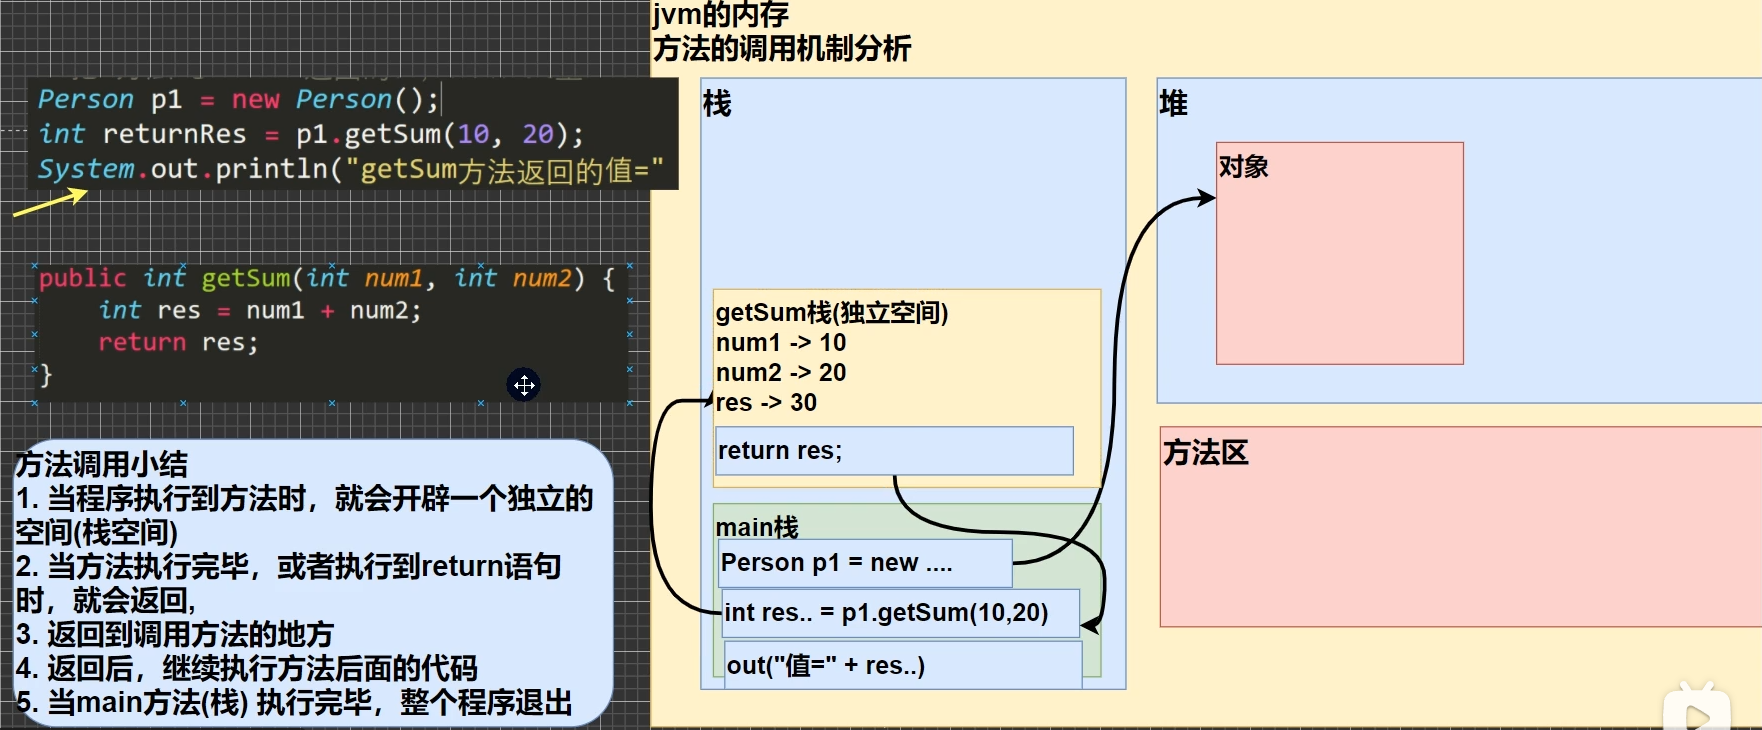 Person p1 = new Person();
int returnRes = p1.getSum(10, 20);
System.out.println("getSum方法返回的值="
public int getSum(int num1, int num2) {
int res = num1 + num2;
return res;
}
方法调用小结
1. 当程序执行到方法时，就会开辟一个独立的
空间(栈空间)
2. 当方法执行完毕，或者执行到return语句
时，就会返回,
3. 返回到调用方法的地方
4. 返回后，继续执行方法后面的代码
5. 当main方法(栈) 执行完毕，整个程序退出
jvm的内存
方法的调用机制分析
栈
getSum栈(独立空间)
num1 -> 10
num2 -> 20
res -> 30
return res;
main栈
Person p1 = new ....
int res.. = p1.getSum(10,20)
out("值=" + res..)
堆
对象
方法区